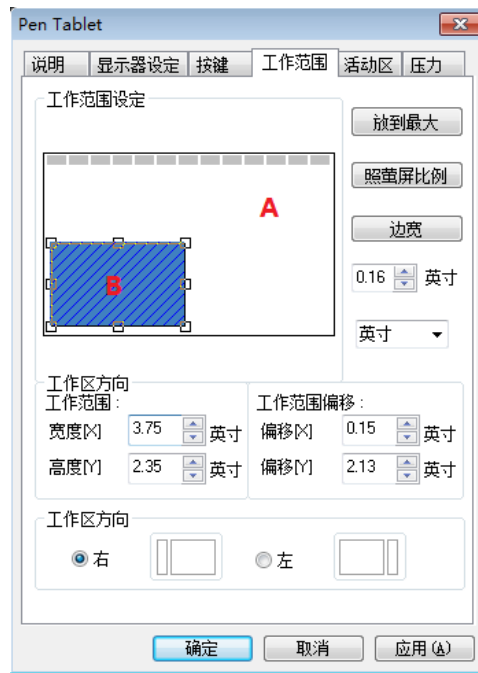 Pen Tablet
说明 显示器设定 按键 工作范围 活动区 压力
工作范围设定
放到最大
照萤屏比例
A
边宽
B
0.16 英寸
英寸
工作区方向
工作范围: 工作范围偏移:
宽度[X] 3.75 英寸 偏移[X] 0.15 英寸
高度[Y] 2.35 英寸 偏移[Y] 2.13 英寸
工作区方向
右 左
确定 取消 应用(A)